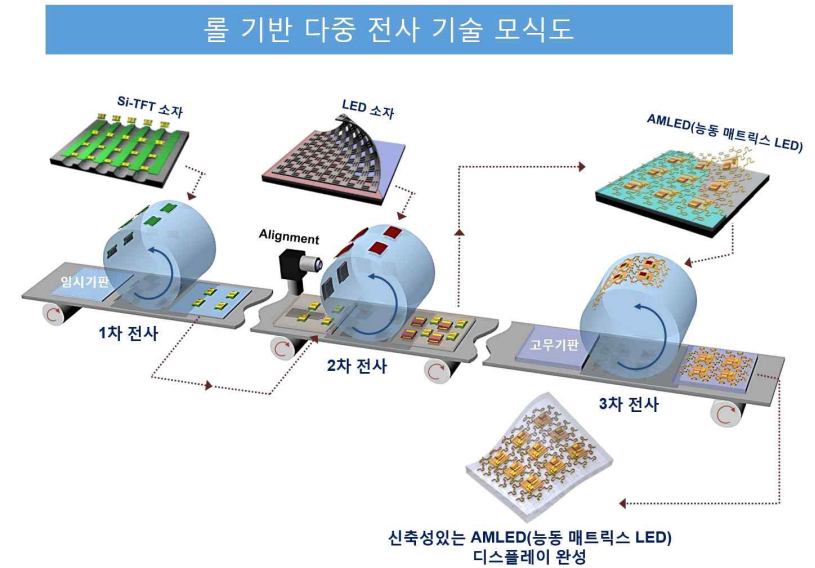 롤 기반 다중 전사 기술 모식도
Si-TFT 소자
LED 소자
AMLED(능동 매트릭스 LED)
Alignment
임시기판
1차 전사
2차 전사
고무기판
3차 전사
신축성있는 AMLED(능동 매트릭스 LED)
디스플레이 완성